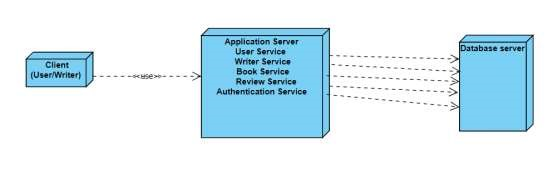 Client
(User/Writer)
<<use>>
Application Server
User Service
Writer Service
Book Service
Review Service
Authentication Service
Database server